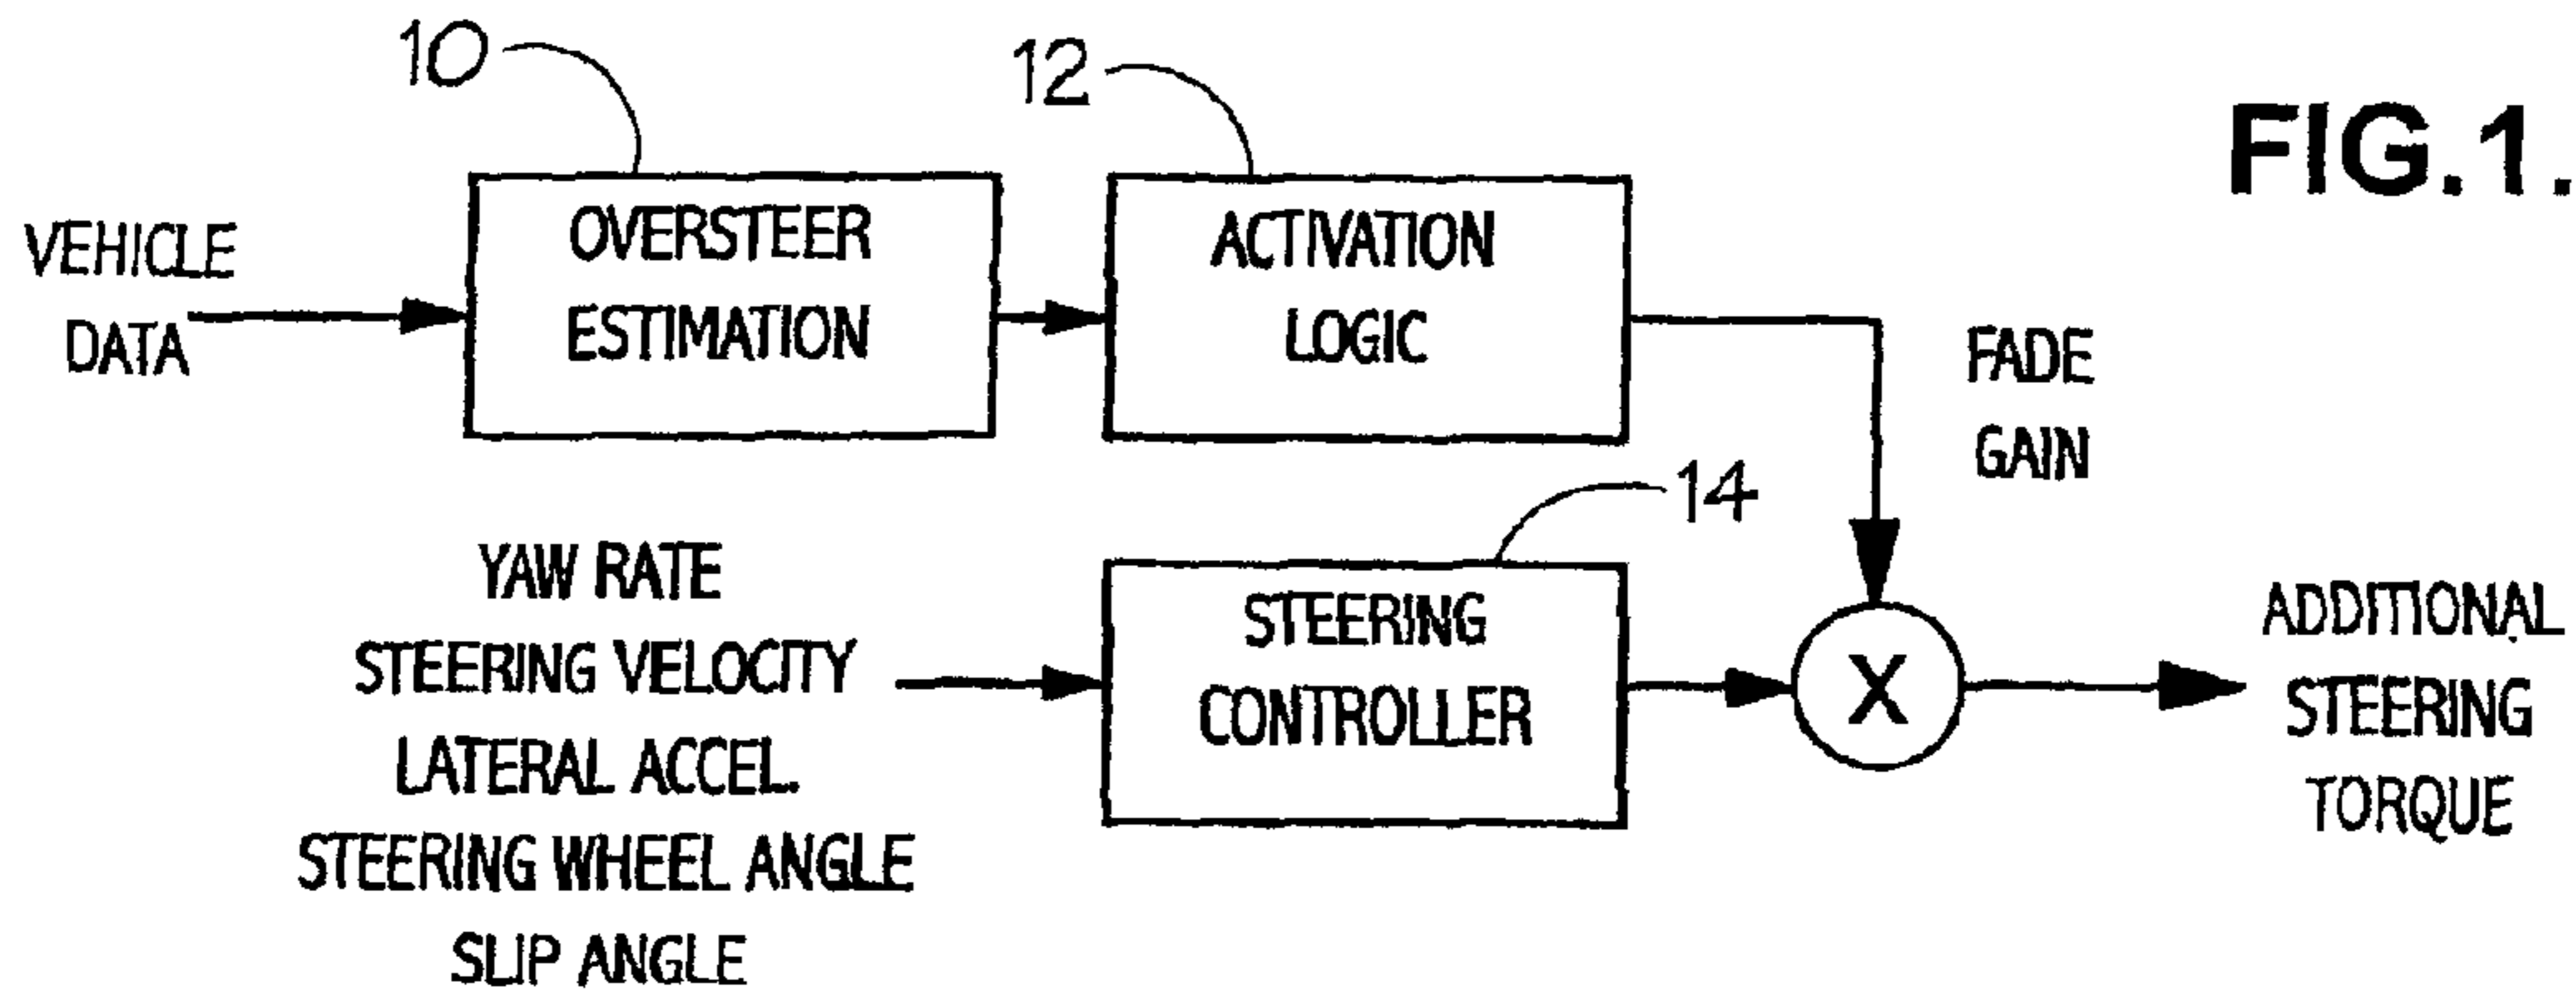 10
12
FIG.1.
VEHICLE
DATA
OVERSTEER
ESTIMATION
ACTIVATION
LOGIC
FADE
GAIN
14
YAW RATE
STEERING VELOCITY
LATERAL ACCEL.
STEERING WHEEL ANGLE
SLIP ANGLE
STEERING
CONTROLLER
X
ADDITIONAL
STEERING
TORQUE